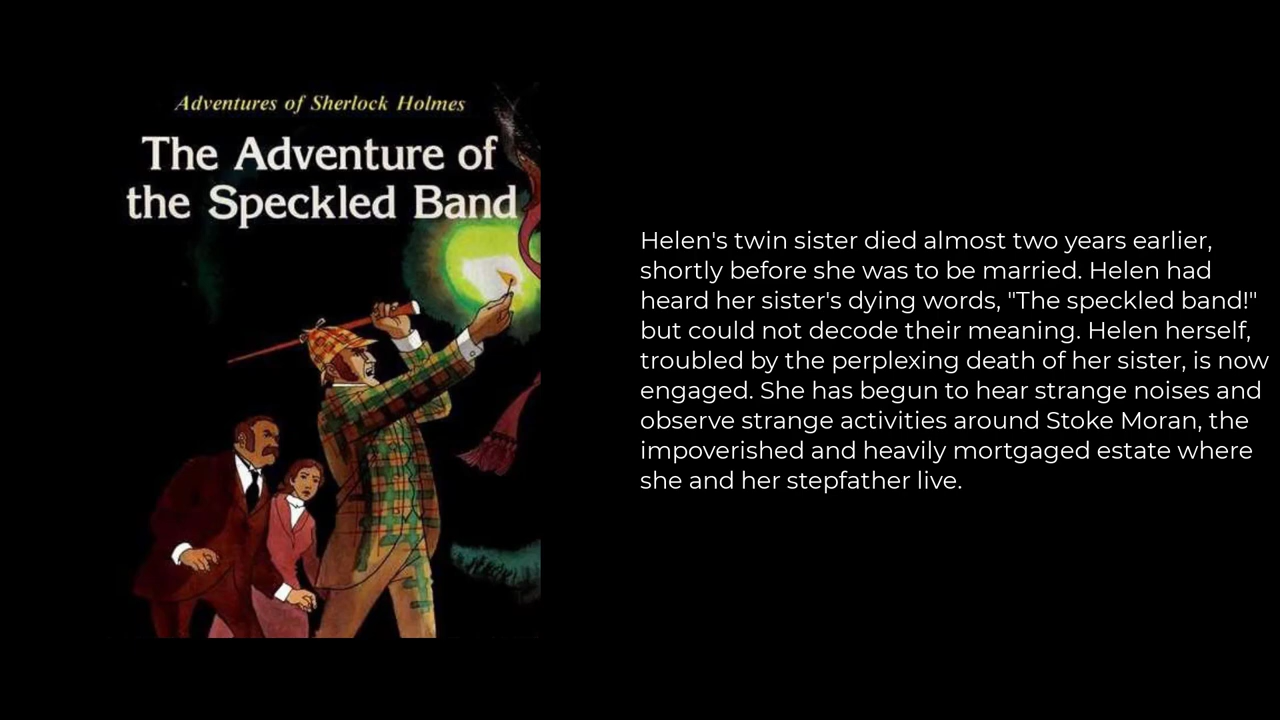 Adventures of Sherlock Holmes
The Adventure of
the Speckled Band
Helen's twin sister died almost two years earlier,
shortly before she was to be married. Helen had
heard her sister's dying words, "The speckled band!"
but could not decode their meaning. Helen herself,
troubled by the perplexing death of her sister, is now
engaged. She has begun to hear strange noises and
observe strange activities around Stoke Moran, the
impoverished and heavily mortgaged estate where
she and her stepfather live.